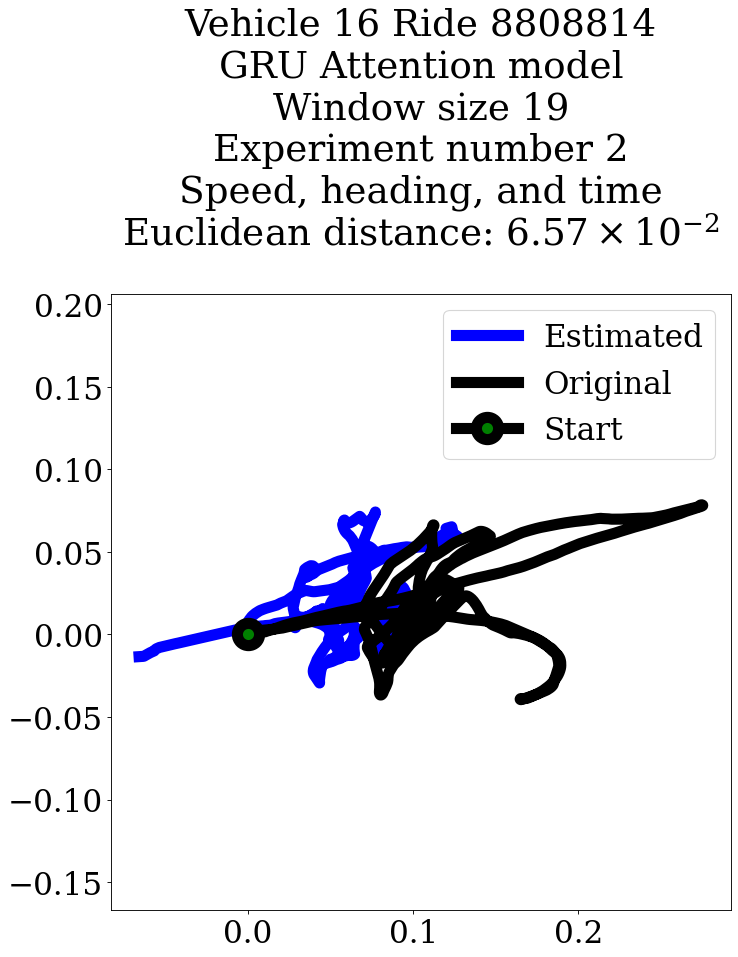 Vehicle 16 Ride 8808814
GRU Attention model
Window size 19
Experiment number 2
Speed, heading, and time
Euclidean distance: 6.57 × 10⁻²
Estimated
Original
Start
0.20
0.15
0.10
0.05
0.00
−0.05
−0.10
−0.15
0.0 0.1 0.2